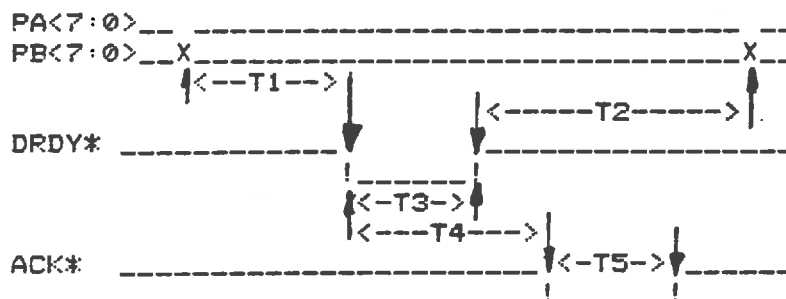 PA<7:0>
PB<7:0> X X
<--T1---> <------T2------>
DRDY*
<-T3->
<----T4---->
ACK* <-T5->